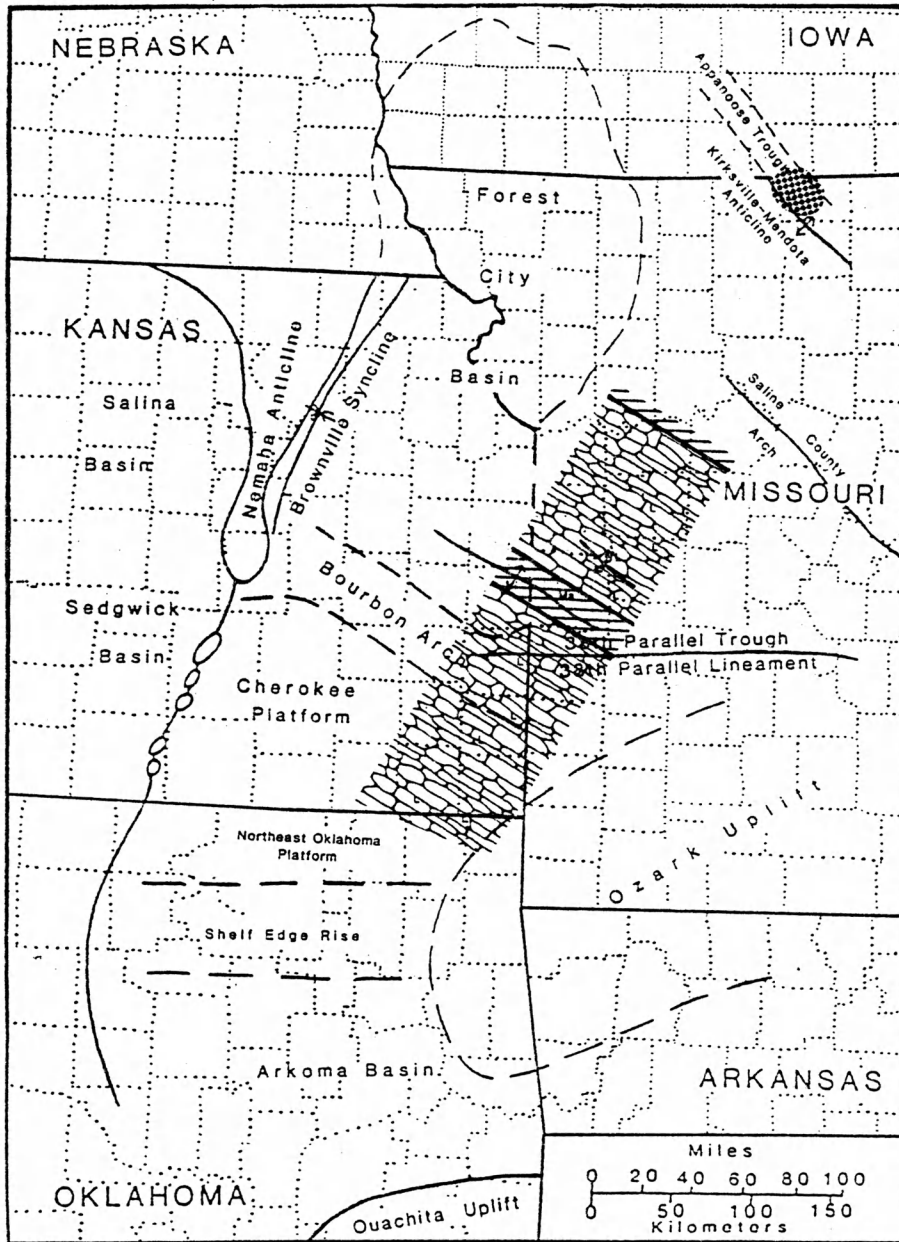 NEBRASKA
IOWA
Appanoose Trough
Kirksville-Mendota
Anticline
Forest
City
Basin
KANSAS
Nemaha Anticline
Brownville Syncline
Salina
Basin
Saline
County
Arch
MISSOURI
Bourbon Arch
Sedgwick
Basin
38th Parallel Trough
38th Parallel Lineament
Cherokee
Platform
Ozark Uplift
Northeast Oklahoma
Platform
Shelf Edge Rise
Arkoma Basin
ARKANSAS
OKLAHOMA
Ouachita Uplift
Miles
0 20 40 60 80 100
0 50 100 150
Kilometers